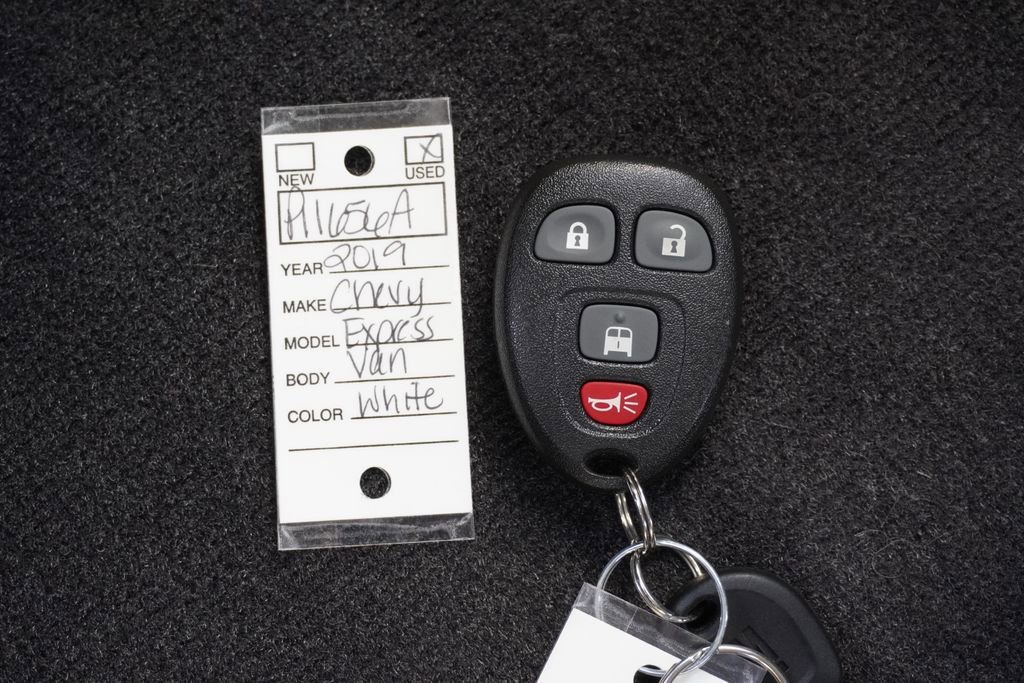 NEW USED
P11656A
YEAR 2019
MAKE Chevy
MODEL Express
BODY Van
COLOR White